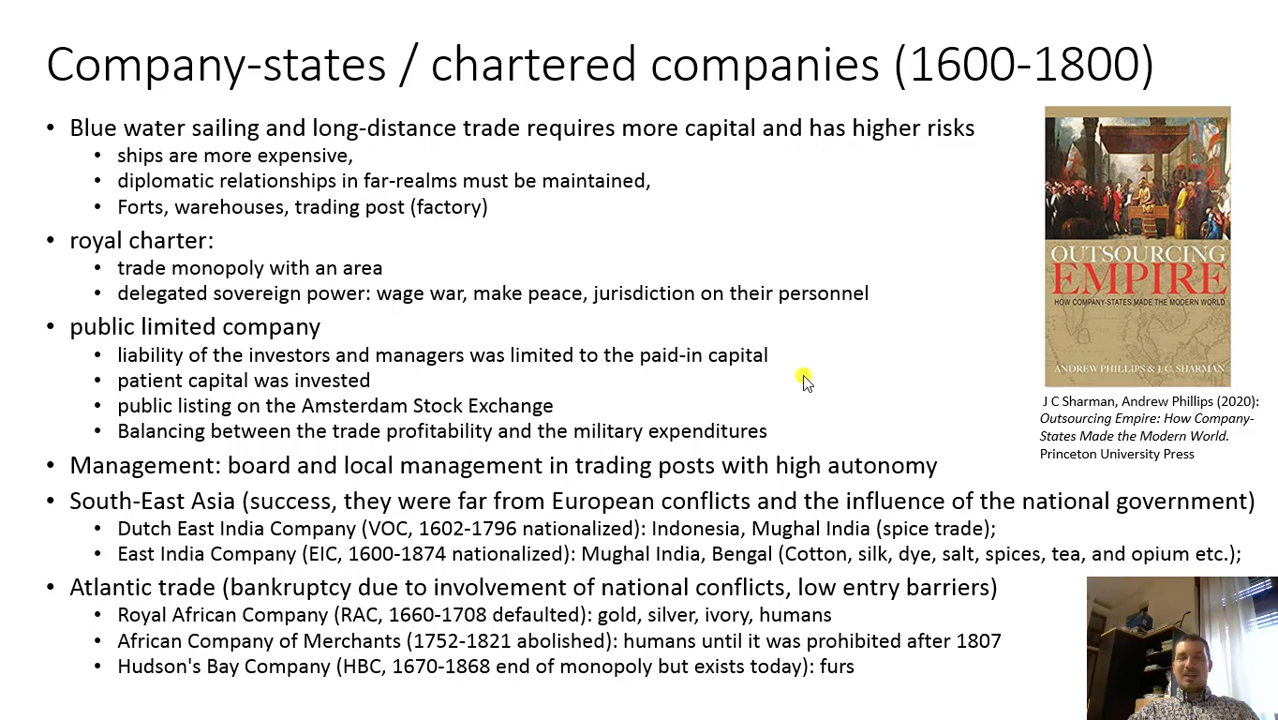 Company-states / chartered companies (1600-1800)
• Blue water sailing and long-distance trade requires more capital and has higher risks
• ships are more expensive,
• diplomatic relationships in far-realms must be maintained,
• Forts, warehouses, trading post (factory)
• royal charter:
• trade monopoly with an area
• delegated sovereign power: wage war, make peace, jurisdiction on their personnel
• public limited company
• liability of the investors and managers was limited to the paid-in capital
• patient capital was invested
• public listing on the Amsterdam Stock Exchange
• Balancing between the trade profitability and the military expenditures
• Management: board and local management in trading posts with high autonomy
• South-East Asia (success, they were far from European conflicts and the influence of the national government)
• Dutch East India Company (VOC, 1602-1796 nationalized): Indonesia, Mughal India (spice trade);
• East India Company (EIC, 1600-1874 nationalized): Mughal India, Bengal (Cotton, silk, dye, salt, spices, tea, and opium etc.);
• Atlantic trade (bankruptcy due to involvement of national conflicts, low entry barriers)
• Royal African Company (RAC, 1660-1708 defaulted): gold, silver, ivory, humans
• African Company of Merchants (1752-1821 abolished): humans until it was prohibited after 1807
• Hudson's Bay Company (HBC, 1670-1868 end of monopoly but exists today): furs
OUTSOURCING
EMPIRE
HOW COMPANY-STATES MADE THE MODERN WORLD
ANDREW PHILLIPS & J. C. SHARMAN
J C Sharman, Andrew Phillips (2020):
Outsourcing Empire: How Company-
States Made the Modern World.
Princeton University Press